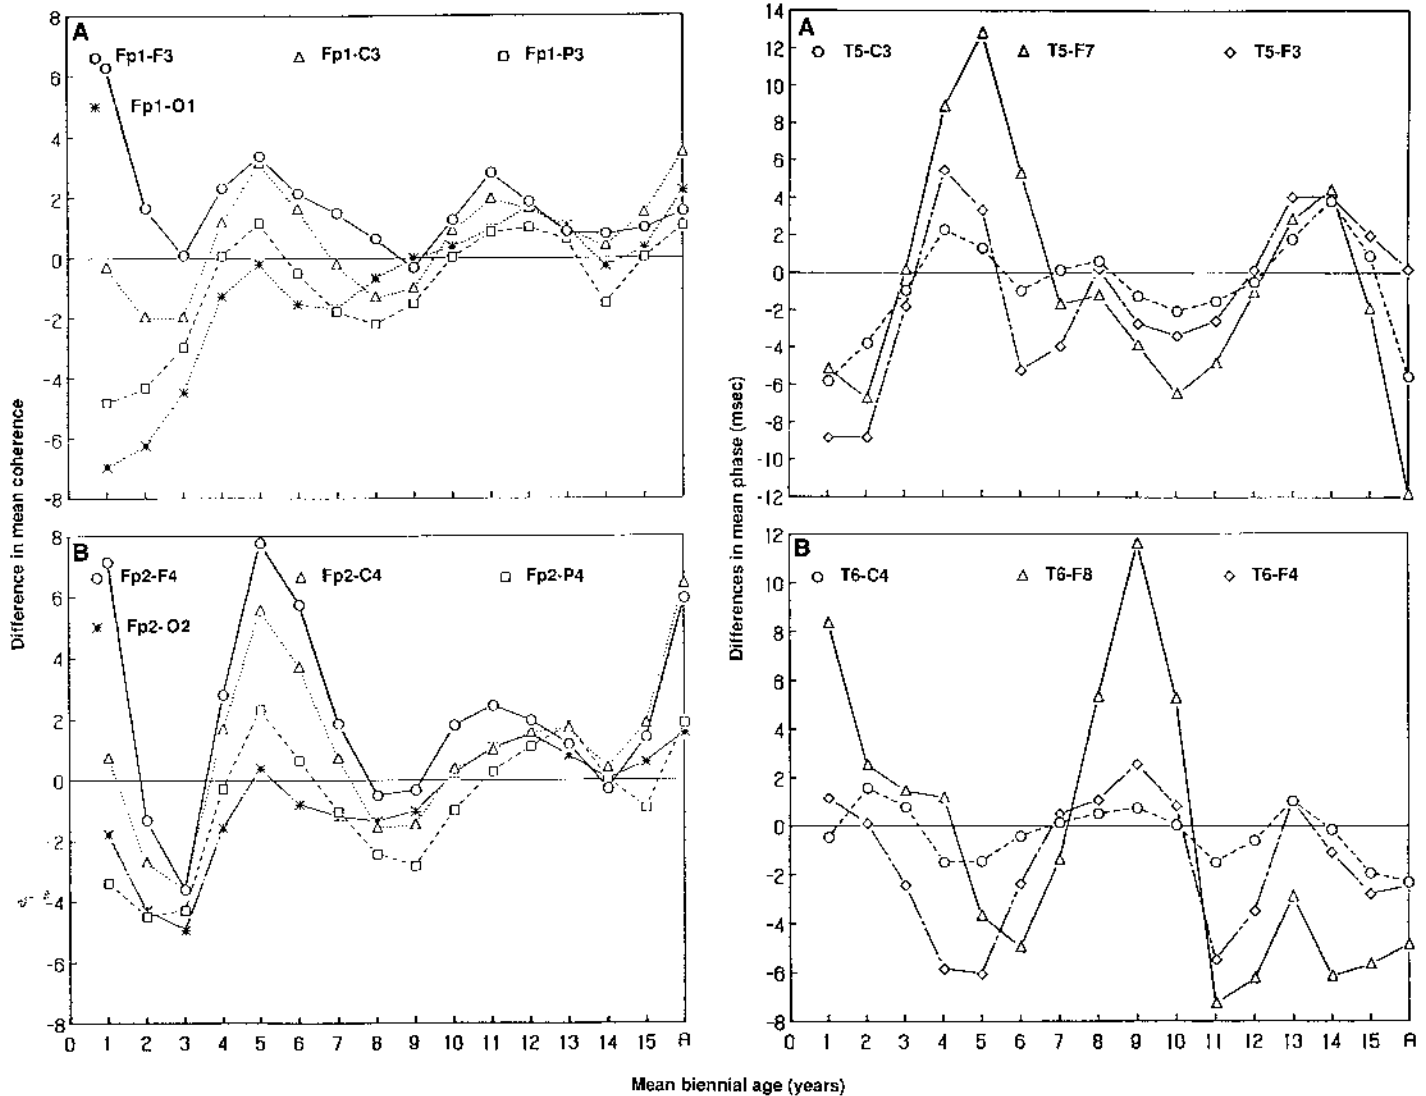 A
Fp1-F3 Fp1-C3 Fp1-P3
Fp1-O1
8
6
4
2
0
-2
-4
-6
-8
B
Fp2-F4 Fp2-C4 Fp2-P4
Fp2-O2
8
6
4
2
0
-2
-4
-6
-8
0 1 2 3 4 5 6 7 8 9 10 11 12 13 14 15 A
Difference in mean coherence
A
T5-C3 T5-F7 T5-F3
14
12
10
8
6
4
2
0
-2
-4
-6
-8
-10
-12
B
T6-C4 T6-F8 T6-F4
12
10
8
6
4
2
0
-2
-4
-6
-8
0 1 2 3 4 5 6 7 8 9 10 11 12 13 14 15 A
Differences in mean phase (msec)
Mean biennial age (years)